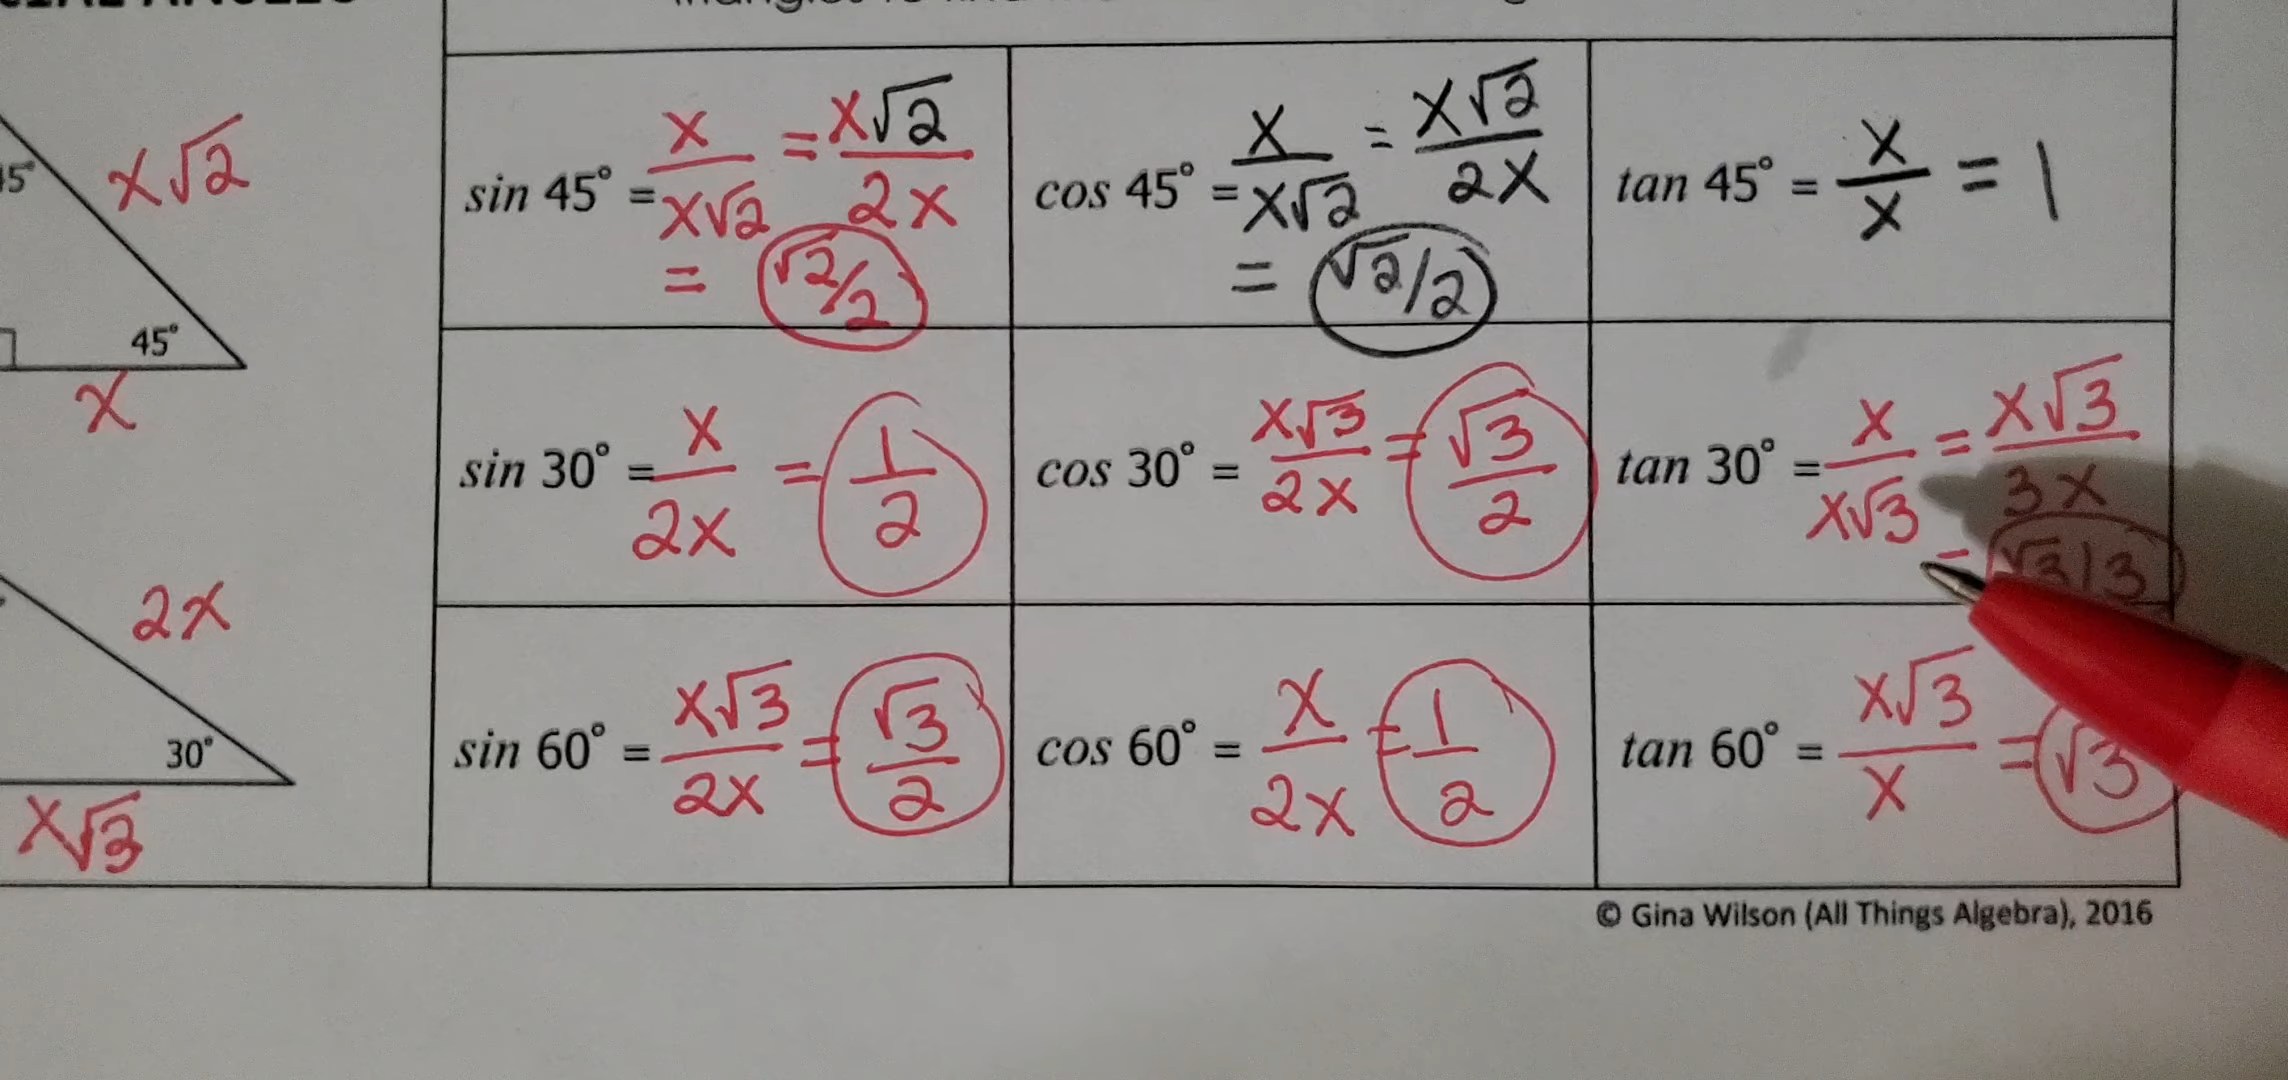 x√2
45°
x
2x
30°
x√3
sin 45° = x/x√2 = x√2/2x
= √2/2
cos 45° = x/x√2 = x√2/2x
= √2/2
tan 45° = x/x = 1
sin 30° = x/2x = 1/2
cos 30° = x√3/2x = √3/2
tan 30° = x/x√3 = x√3/3x
= √3/3
sin 60° = x√3/2x = √3/2
cos 60° = x/2x = 1/2
tan 60° = x√3/x = √3
© Gina Wilson (All Things Algebra), 2016